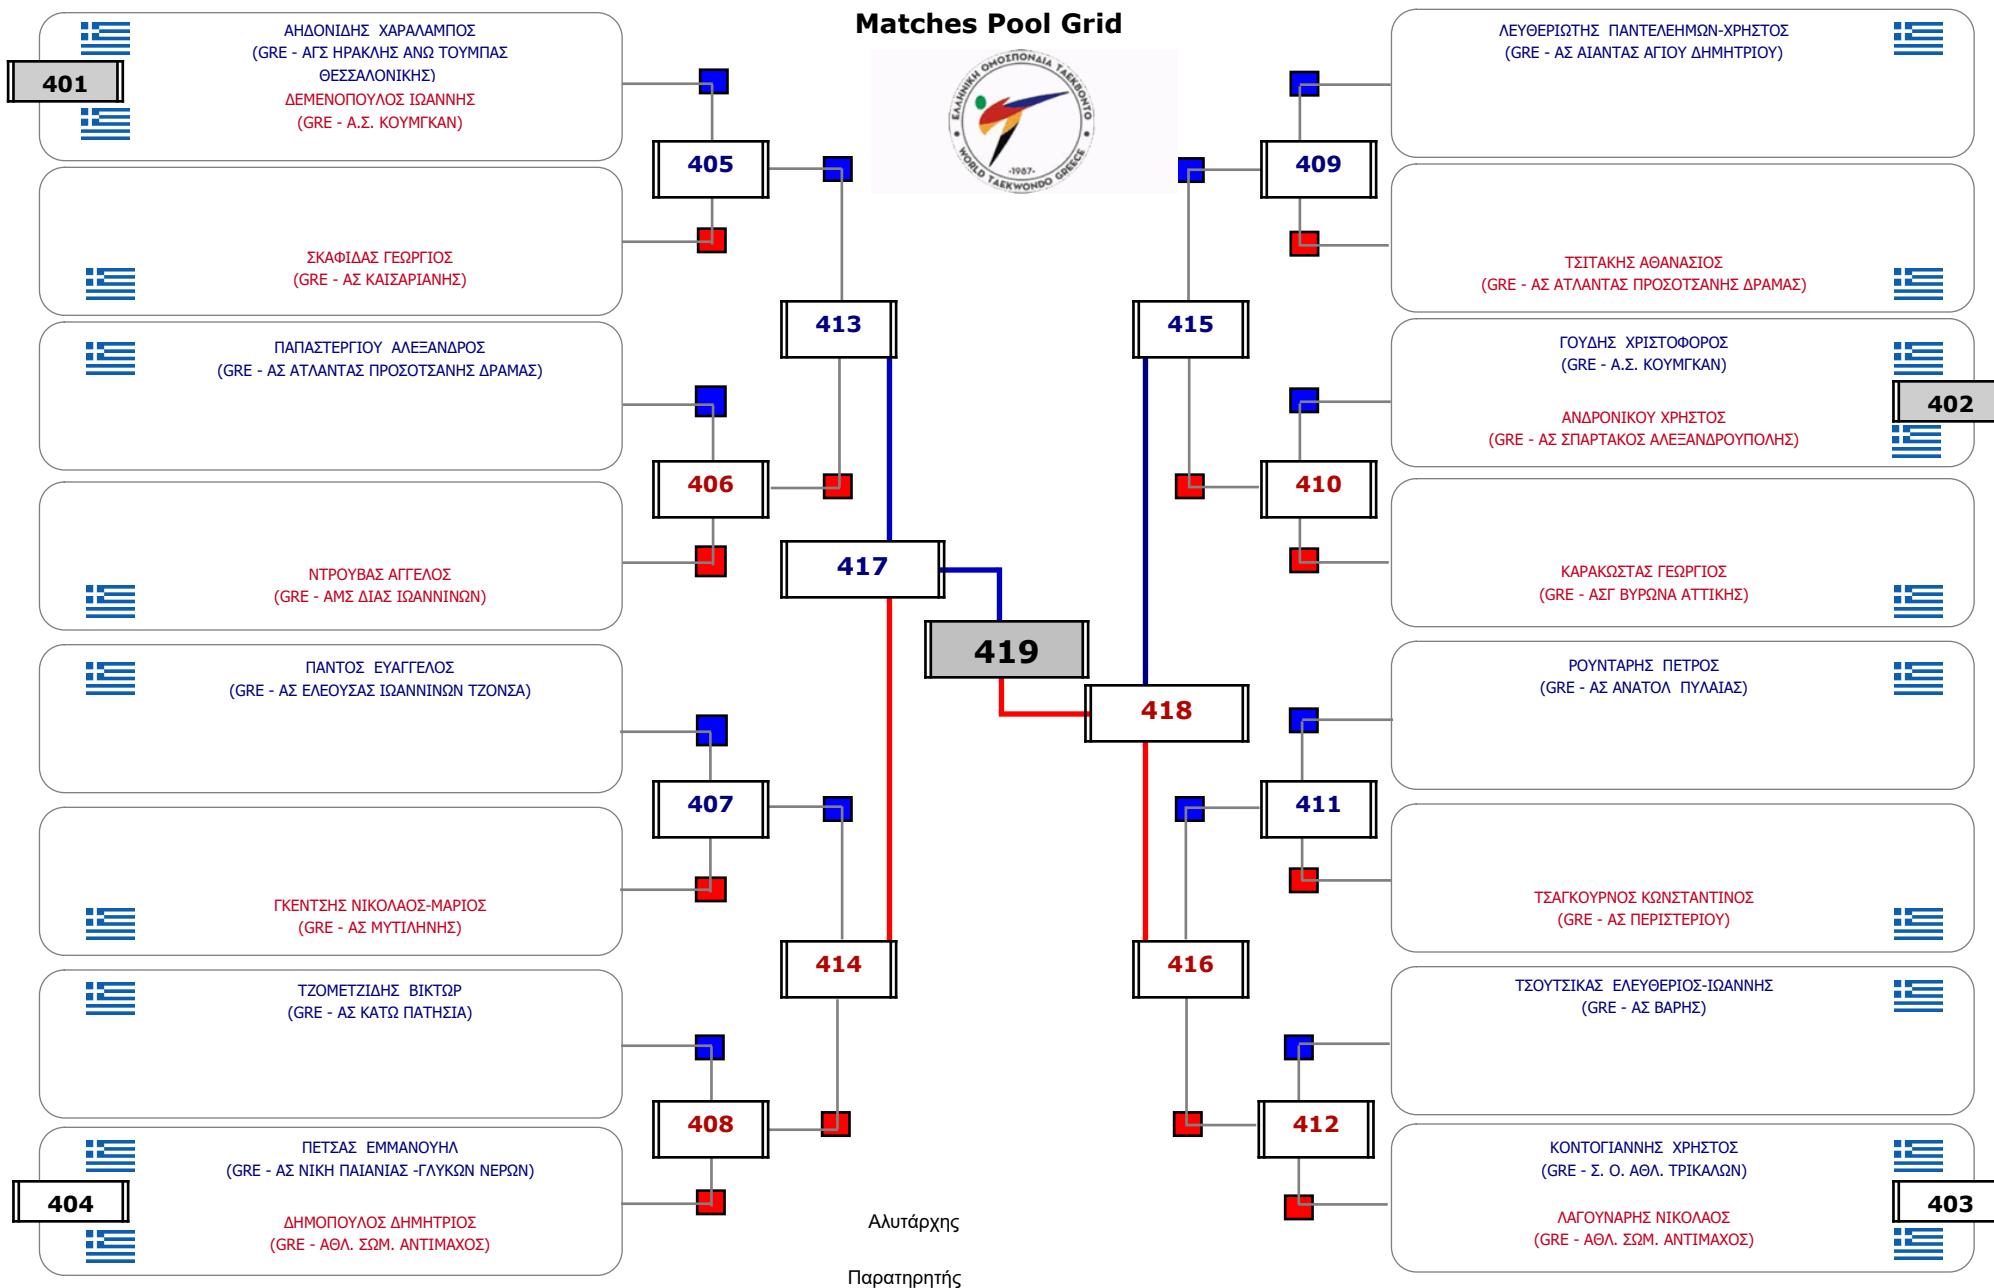 Matches Pool Grid
ΑΗΔΟΝΙΔΗΣ ΧΑΡΑΛΑΜΠΟΣ
(GRE - ΑΓΣ ΗΡΑΚΛΗΣ ΑΝΩ ΤΟΥΜΠΑΣ
ΘΕΣΣΑΛΟΝΙΚΗΣ)
401
ΔΕΜΕΝΟΠΟΥΛΟΣ ΙΩΑΝΝΗΣ
(GRE - Α.Σ. ΚΟΥΜΓΚΑΝ)
405
ΣΚΑΦΙΔΑΣ ΓΕΩΡΓΙΟΣ
(GRE - ΑΣ ΚΑΙΣΑΡΙΑΝΗΣ)
413
ΠΑΠΑΣΤΕΡΓΙΟΥ ΑΛΕΞΑΝΔΡΟΣ
(GRE - ΑΣ ΑΤΛΑΝΤΑΣ ΠΡΟΣΟΤΣΑΝΗΣ ΔΡΑΜΑΣ)
406
ΝΤΡΟΥΒΑΣ ΑΓΓΕΛΟΣ
(GRE - ΑΜΣ ΔΙΑΣ ΙΩΑΝΝΙΝΩΝ)
417
ΠΑΝΤΟΣ ΕΥΑΓΓΕΛΟΣ
(GRE - ΑΣ ΕΛΕΟΥΣΑΣ ΙΩΑΝΝΙΝΩΝ ΤΖΟΝΣΑ)
407
ΓΚΕΝΤΣΗΣ ΝΙΚΟΛΑΟΣ-ΜΑΡΙΟΣ
(GRE - ΑΣ ΜΥΤΙΛΗΝΗΣ)
414
ΤΖΟΜΕΤΖΙΔΗΣ ΒΙΚΤΩΡ
(GRE - ΑΣ ΚΑΤΩ ΠΑΤΗΣΙΑ)
408
ΠΕΤΣΑΣ ΕΜΜΑΝΟΥΗΛ
(GRE - ΑΣ ΝΙΚΗ ΠΑΙΑΝΙΑΣ -ΓΛΥΚΩΝ ΝΕΡΩΝ)
404
ΔΗΜΟΠΟΥΛΟΣ ΔΗΜΗΤΡΙΟΣ
(GRE - ΑΘΛ. ΣΩΜ. ΑΝΤΙΜΑΧΟΣ)
ΕΛΛΗΝΙΚΗ ΟΜΟΣΠΟΝΔΙΑ ΤΑΕΚΒΟΝΤΟ
-1987-
WORLD TAEKWONDO GREECE
419
418
ΛΕΥΘΕΡΙΩΤΗΣ ΠΑΝΤΕΛΕΗΜΩΝ-ΧΡΗΣΤΟΣ
(GRE - ΑΣ ΑΙΑΝΤΑΣ ΑΓΙΟΥ ΔΗΜΗΤΡΙΟΥ)
409
ΤΣΙΤΑΚΗΣ ΑΘΑΝΑΣΙΟΣ
(GRE - ΑΣ ΑΤΛΑΝΤΑΣ ΠΡΟΣΟΤΣΑΝΗΣ ΔΡΑΜΑΣ)
415
ΓΟΥΔΗΣ ΧΡΙΣΤΟΦΟΡΟΣ
(GRE - Α.Σ. ΚΟΥΜΓΚΑΝ)
402
ΑΝΔΡΟΝΙΚΟΥ ΧΡΗΣΤΟΣ
(GRE - ΑΣ ΣΠΑΡΤΑΚΟΣ ΑΛΕΞΑΝΔΡΟΥΠΟΛΗΣ)
410
ΚΑΡΑΚΩΣΤΑΣ ΓΕΩΡΓΙΟΣ
(GRE - ΑΣΓ ΒΥΡΩΝΑ ΑΤΤΙΚΗΣ)
ΡΟΥΝΤΑΡΗΣ ΠΕΤΡΟΣ
(GRE - ΑΣ ΑΝΑΤΟΛ ΠΥΛΑΙΑΣ)
411
ΤΣΑΓΚΟΥΡΝΟΣ ΚΩΝΣΤΑΝΤΙΝΟΣ
(GRE - ΑΣ ΠΕΡΙΣΤΕΡΙΟΥ)
416
ΤΣΟΥΤΣΙΚΑΣ ΕΛΕΥΘΕΡΙΟΣ-ΙΩΑΝΝΗΣ
(GRE - ΑΣ ΒΑΡΗΣ)
412
ΚΟΝΤΟΓΙΑΝΝΗΣ ΧΡΗΣΤΟΣ
(GRE - Σ. Ο. ΑΘΛ. ΤΡΙΚΑΛΩΝ)
403
ΛΑΓΟΥΝΑΡΗΣ ΝΙΚΟΛΑΟΣ
(GRE - ΑΘΛ. ΣΩΜ. ΑΝΤΙΜΑΧΟΣ)
Αλυτάρχης
Παρατηρητής